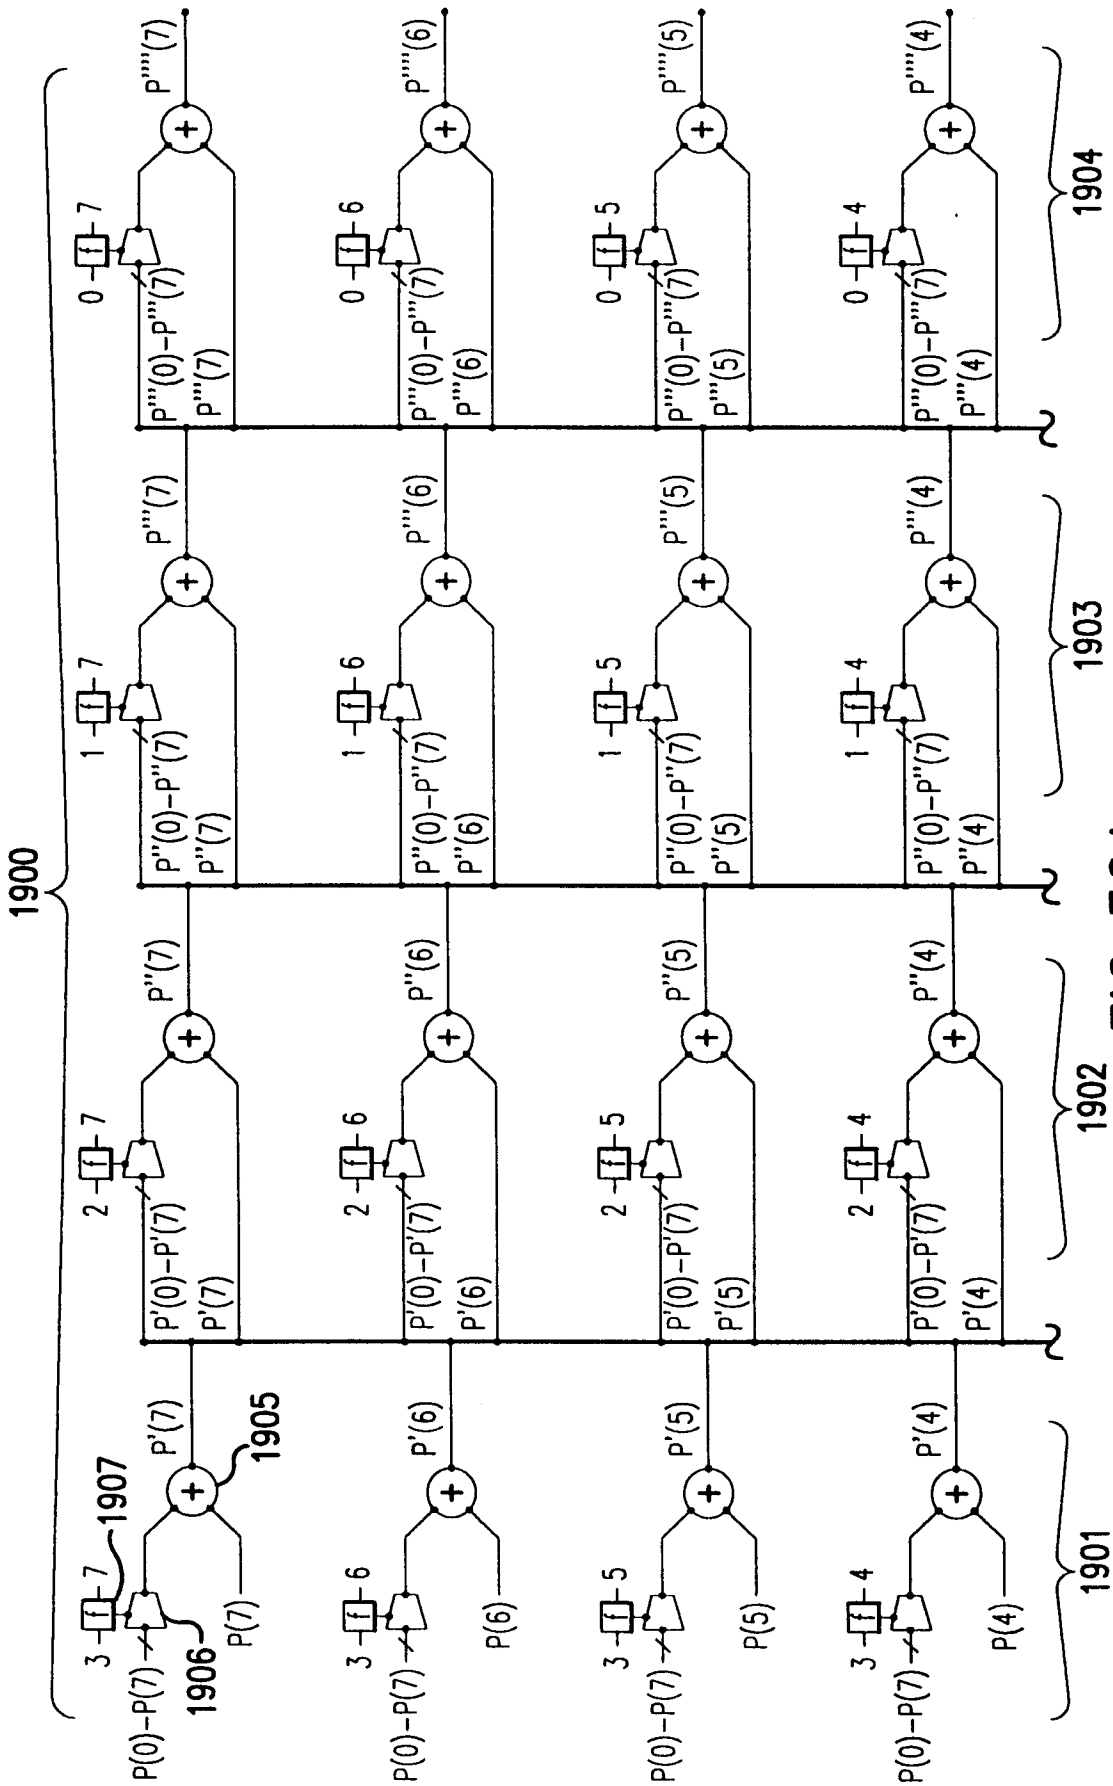 1900
3 f 7
1907
2 f 7
1 f 7
0 f 7
P(0)–P(7)
P'(7)
P'(0)–P'(7)
P''(7)
P''(0)–P''(7)
P'''(7)
P'''(0)–P'''(7)
P''''(7)
1906
+
1905
P'(7)
+
P''(7)
+
P'''(7)
+
P(7)
3 f 6
2 f 6
1 f 6
0 f 6
P(0)–P(7)
P'(6)
P'(0)–P'(7)
P''(6)
P''(0)–P''(7)
P'''(6)
P'''(0)–P'''(7)
P''''(6)
+
P'(6)
+
P''(6)
+
P'''(6)
+
P(6)
3 f 5
2 f 5
1 f 5
0 f 5
P(0)–P(7)
P'(5)
P'(0)–P'(7)
P''(5)
P''(0)–P''(7)
P'''(5)
P'''(0)–P'''(7)
P''''(5)
+
P'(5)
+
P''(5)
+
P'''(5)
+
P(5)
3 f 4
2 f 4
1 f 4
0 f 4
P(0)–P(7)
P'(4)
P'(0)–P'(7)
P''(4)
P''(0)–P''(7)
P'''(4)
P'''(0)–P'''(7)
P''''(4)
+
P'(4)
+
P''(4)
+
P'''(4)
+
P(4)
1901
1902
1903
1904